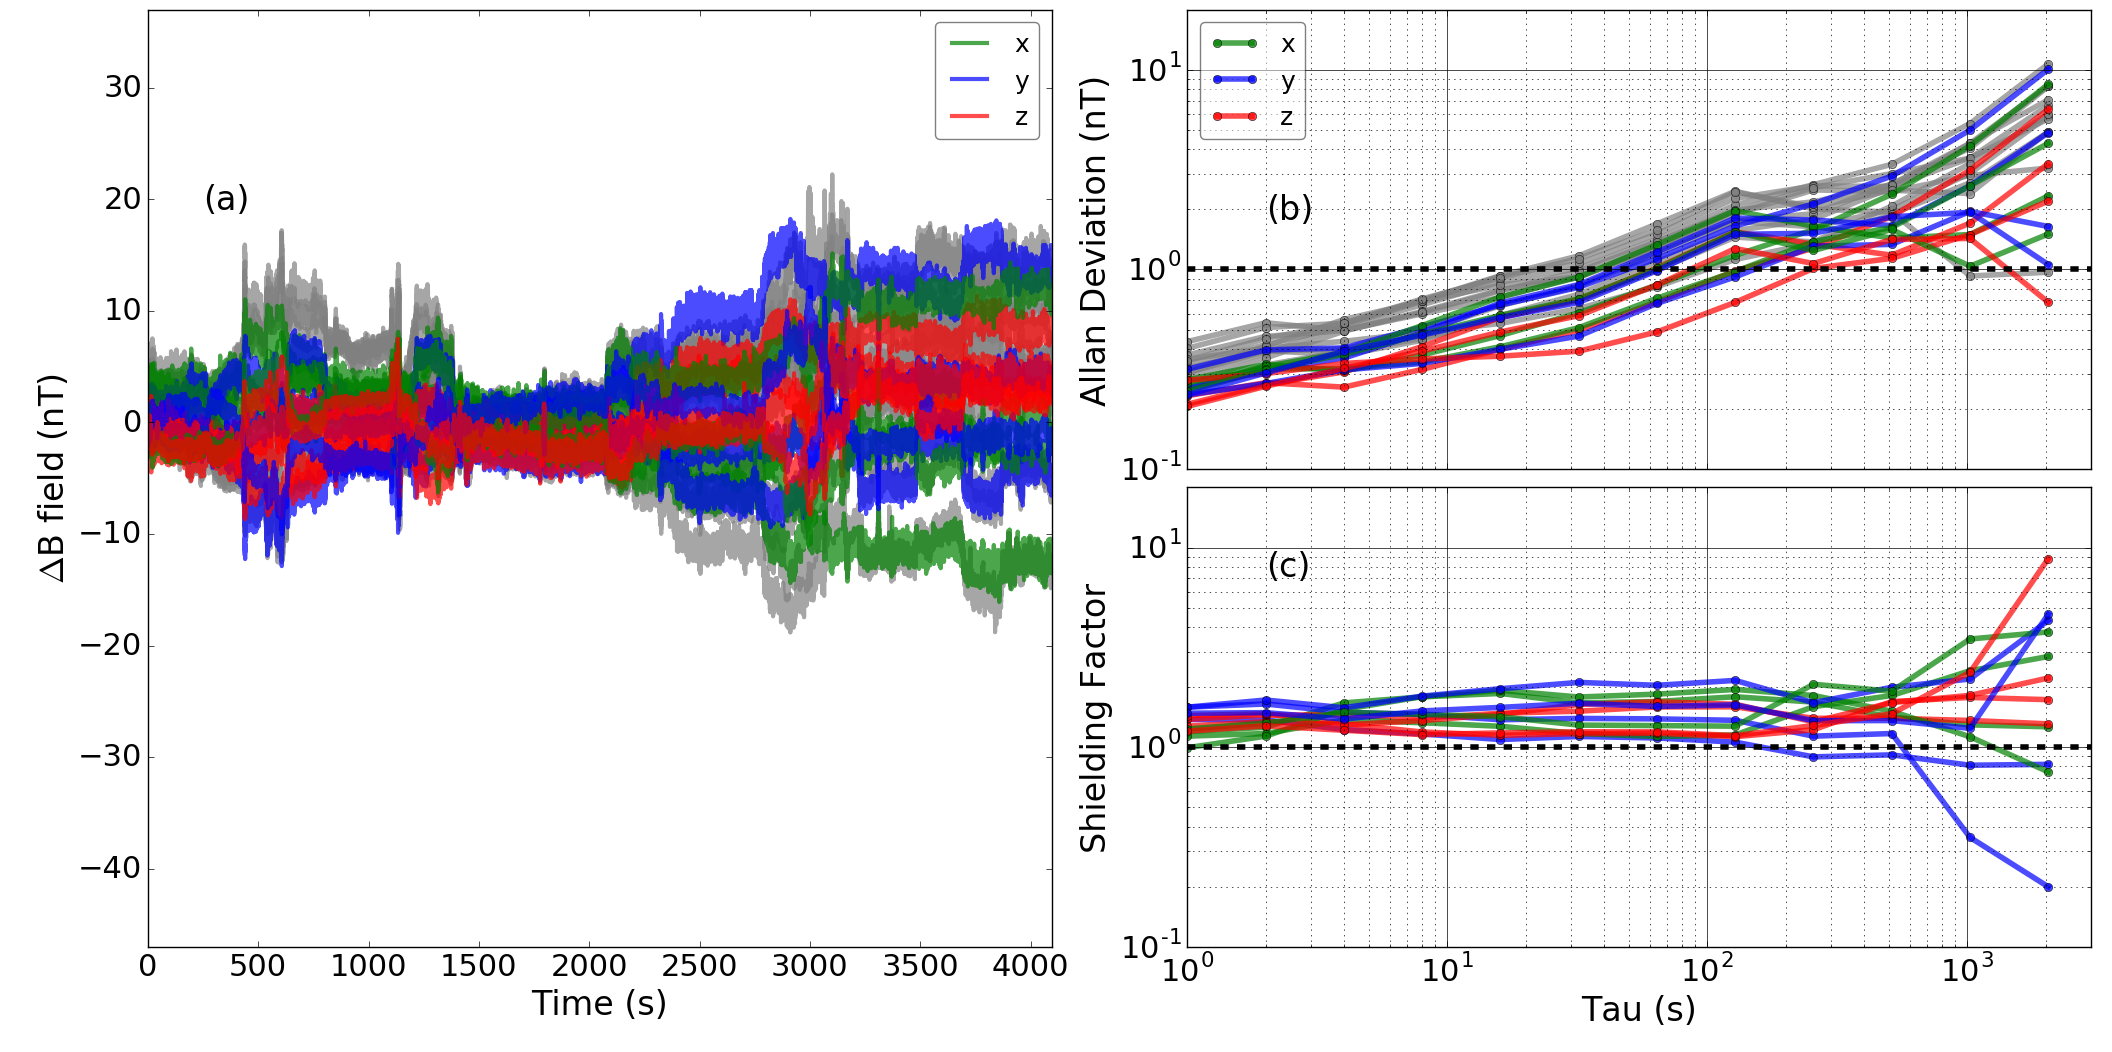 30
20
10
0
−10
−20
−30
−40
ΔB field (nT)
(a)
x
y
z
0 500 1000 1500 2000 2500 3000 3500 4000
Time (s)
10^1
10^0
10^-1
Allan Deviation (nT)
(b)
x
y
z
10^1
10^0
10^-1
Shielding Factor
(c)
10^0 10^1 10^2 10^3
Tau (s)